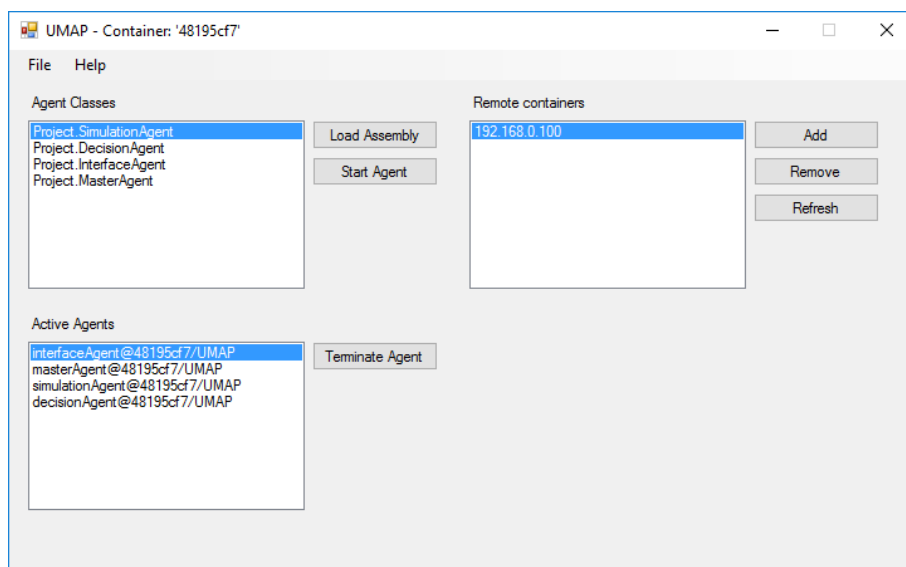 UMAP - Container: '48195cf7'
File Help
Agent Classes
Project.SimulationAgent
Project.DecisionAgent
Project.InterfaceAgent
Project.MasterAgent
Load Assembly
Start Agent
Remote containers
192.168.0.100
Add
Remove
Refresh
Active Agents
interfaceAgent@48195cf7/UMAP
masterAgent@48195cf7/UMAP
simulationAgent@48195cf7/UMAP
decisionAgent@48195cf7/UMAP
Terminate Agent